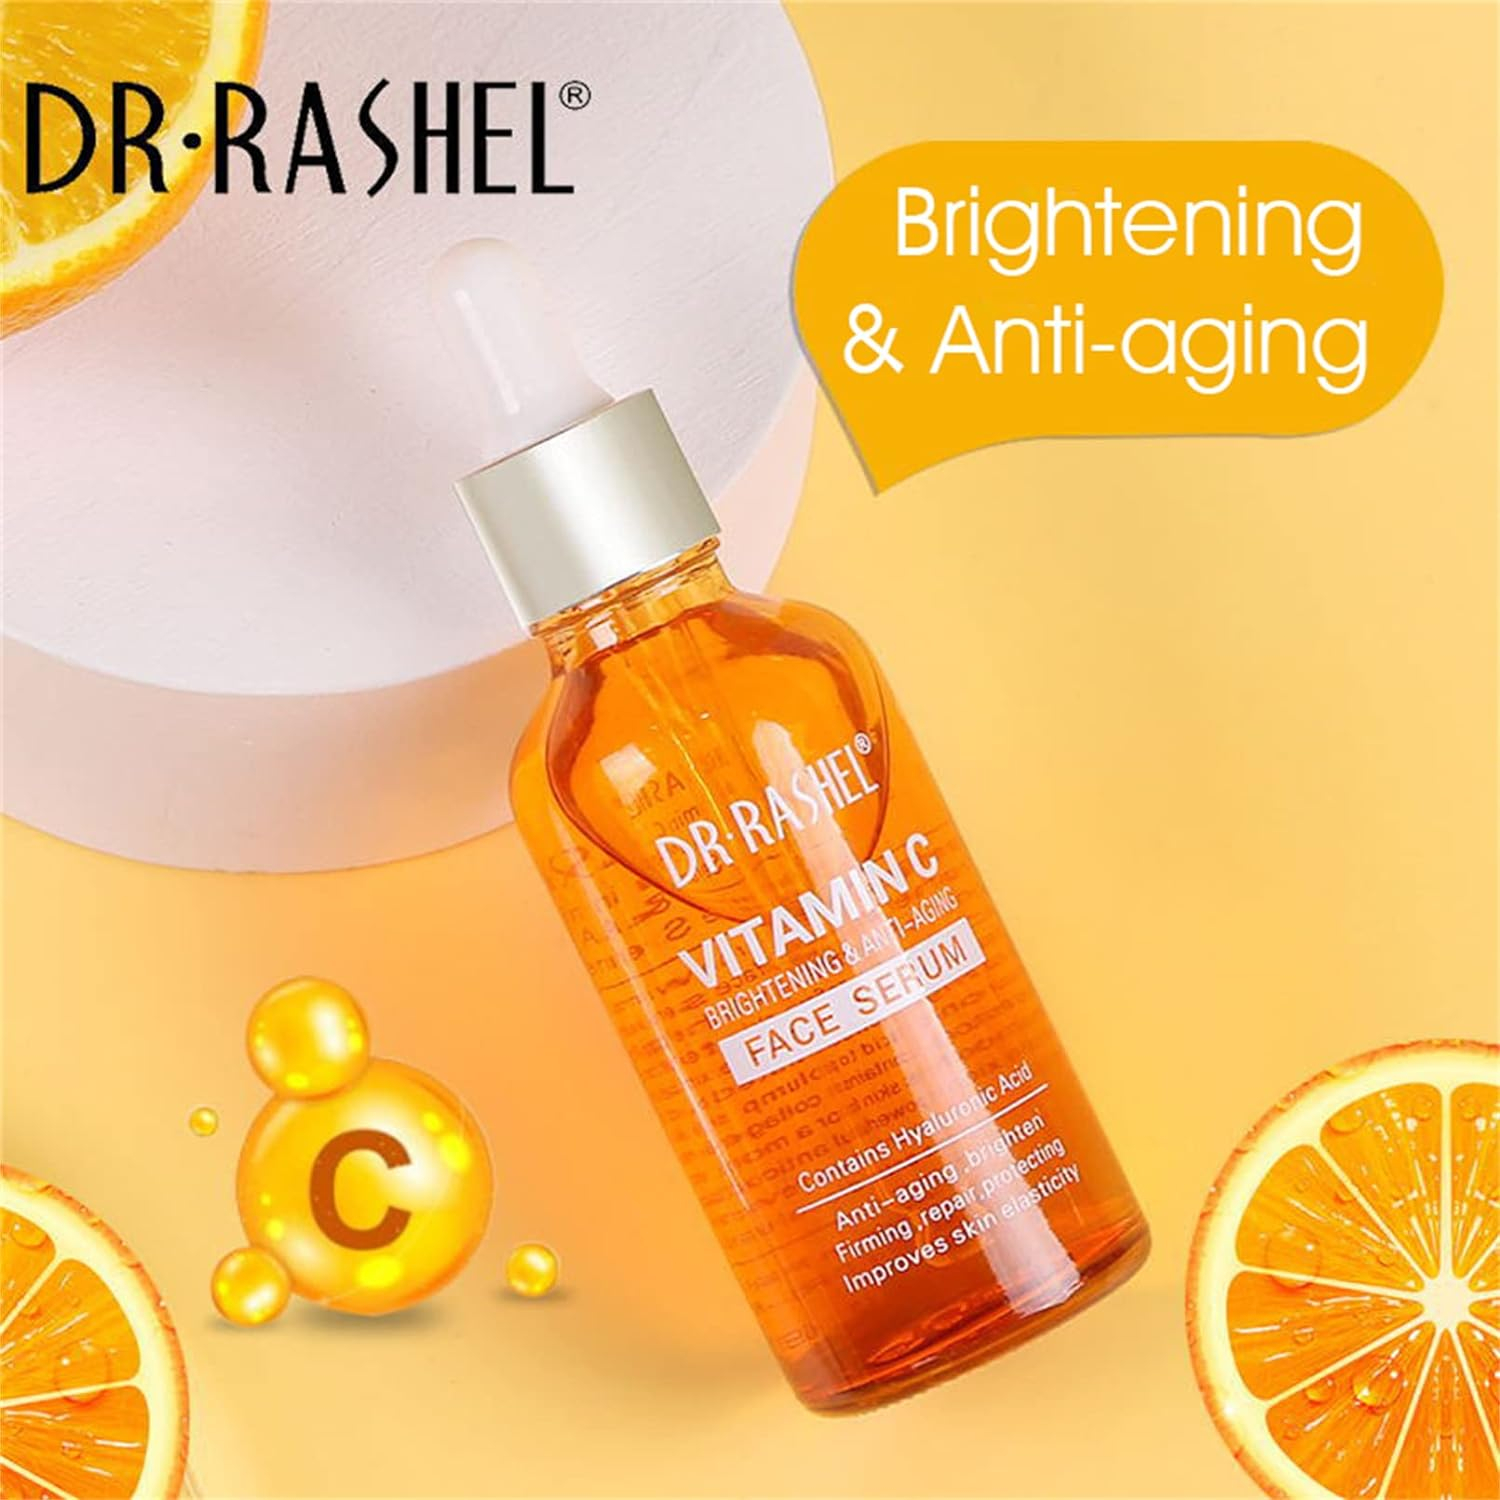 DR·RASHEL®
Brightening
& Anti-aging
DR·RASHEL®
VITAMIN C
BRIGHTENING & ANTI-AGING
FACE SERUM
Contains Hyaluronic Acid
Anti-aging ,brighten
Firming ,repair,protecting
Improves skin elasticity
C